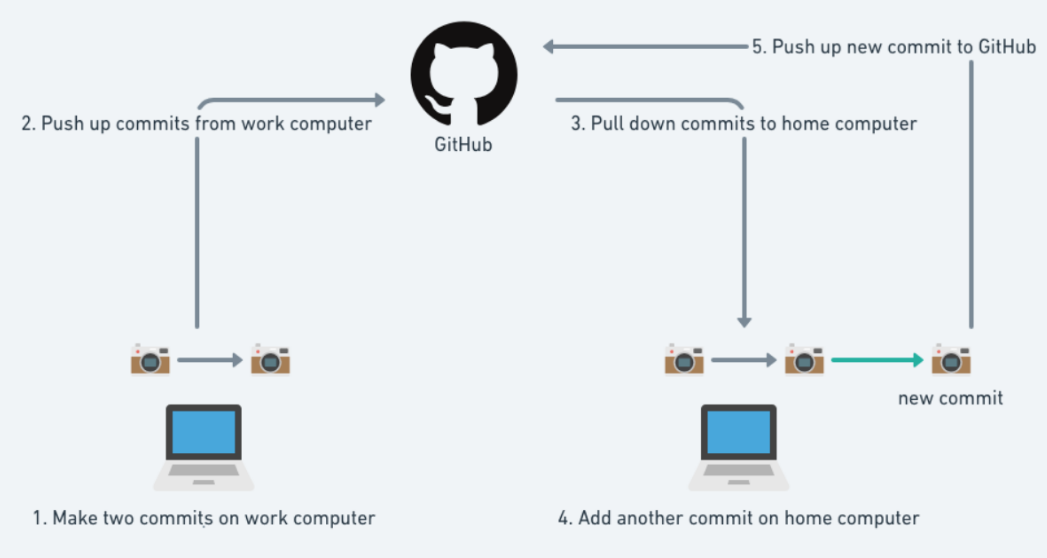 5. Push up new commit to GitHub
2. Push up commits from work computer
3. Pull down commits to home computer
GitHub
new commit
1. Make two commits on work computer
4. Add another commit on home computer